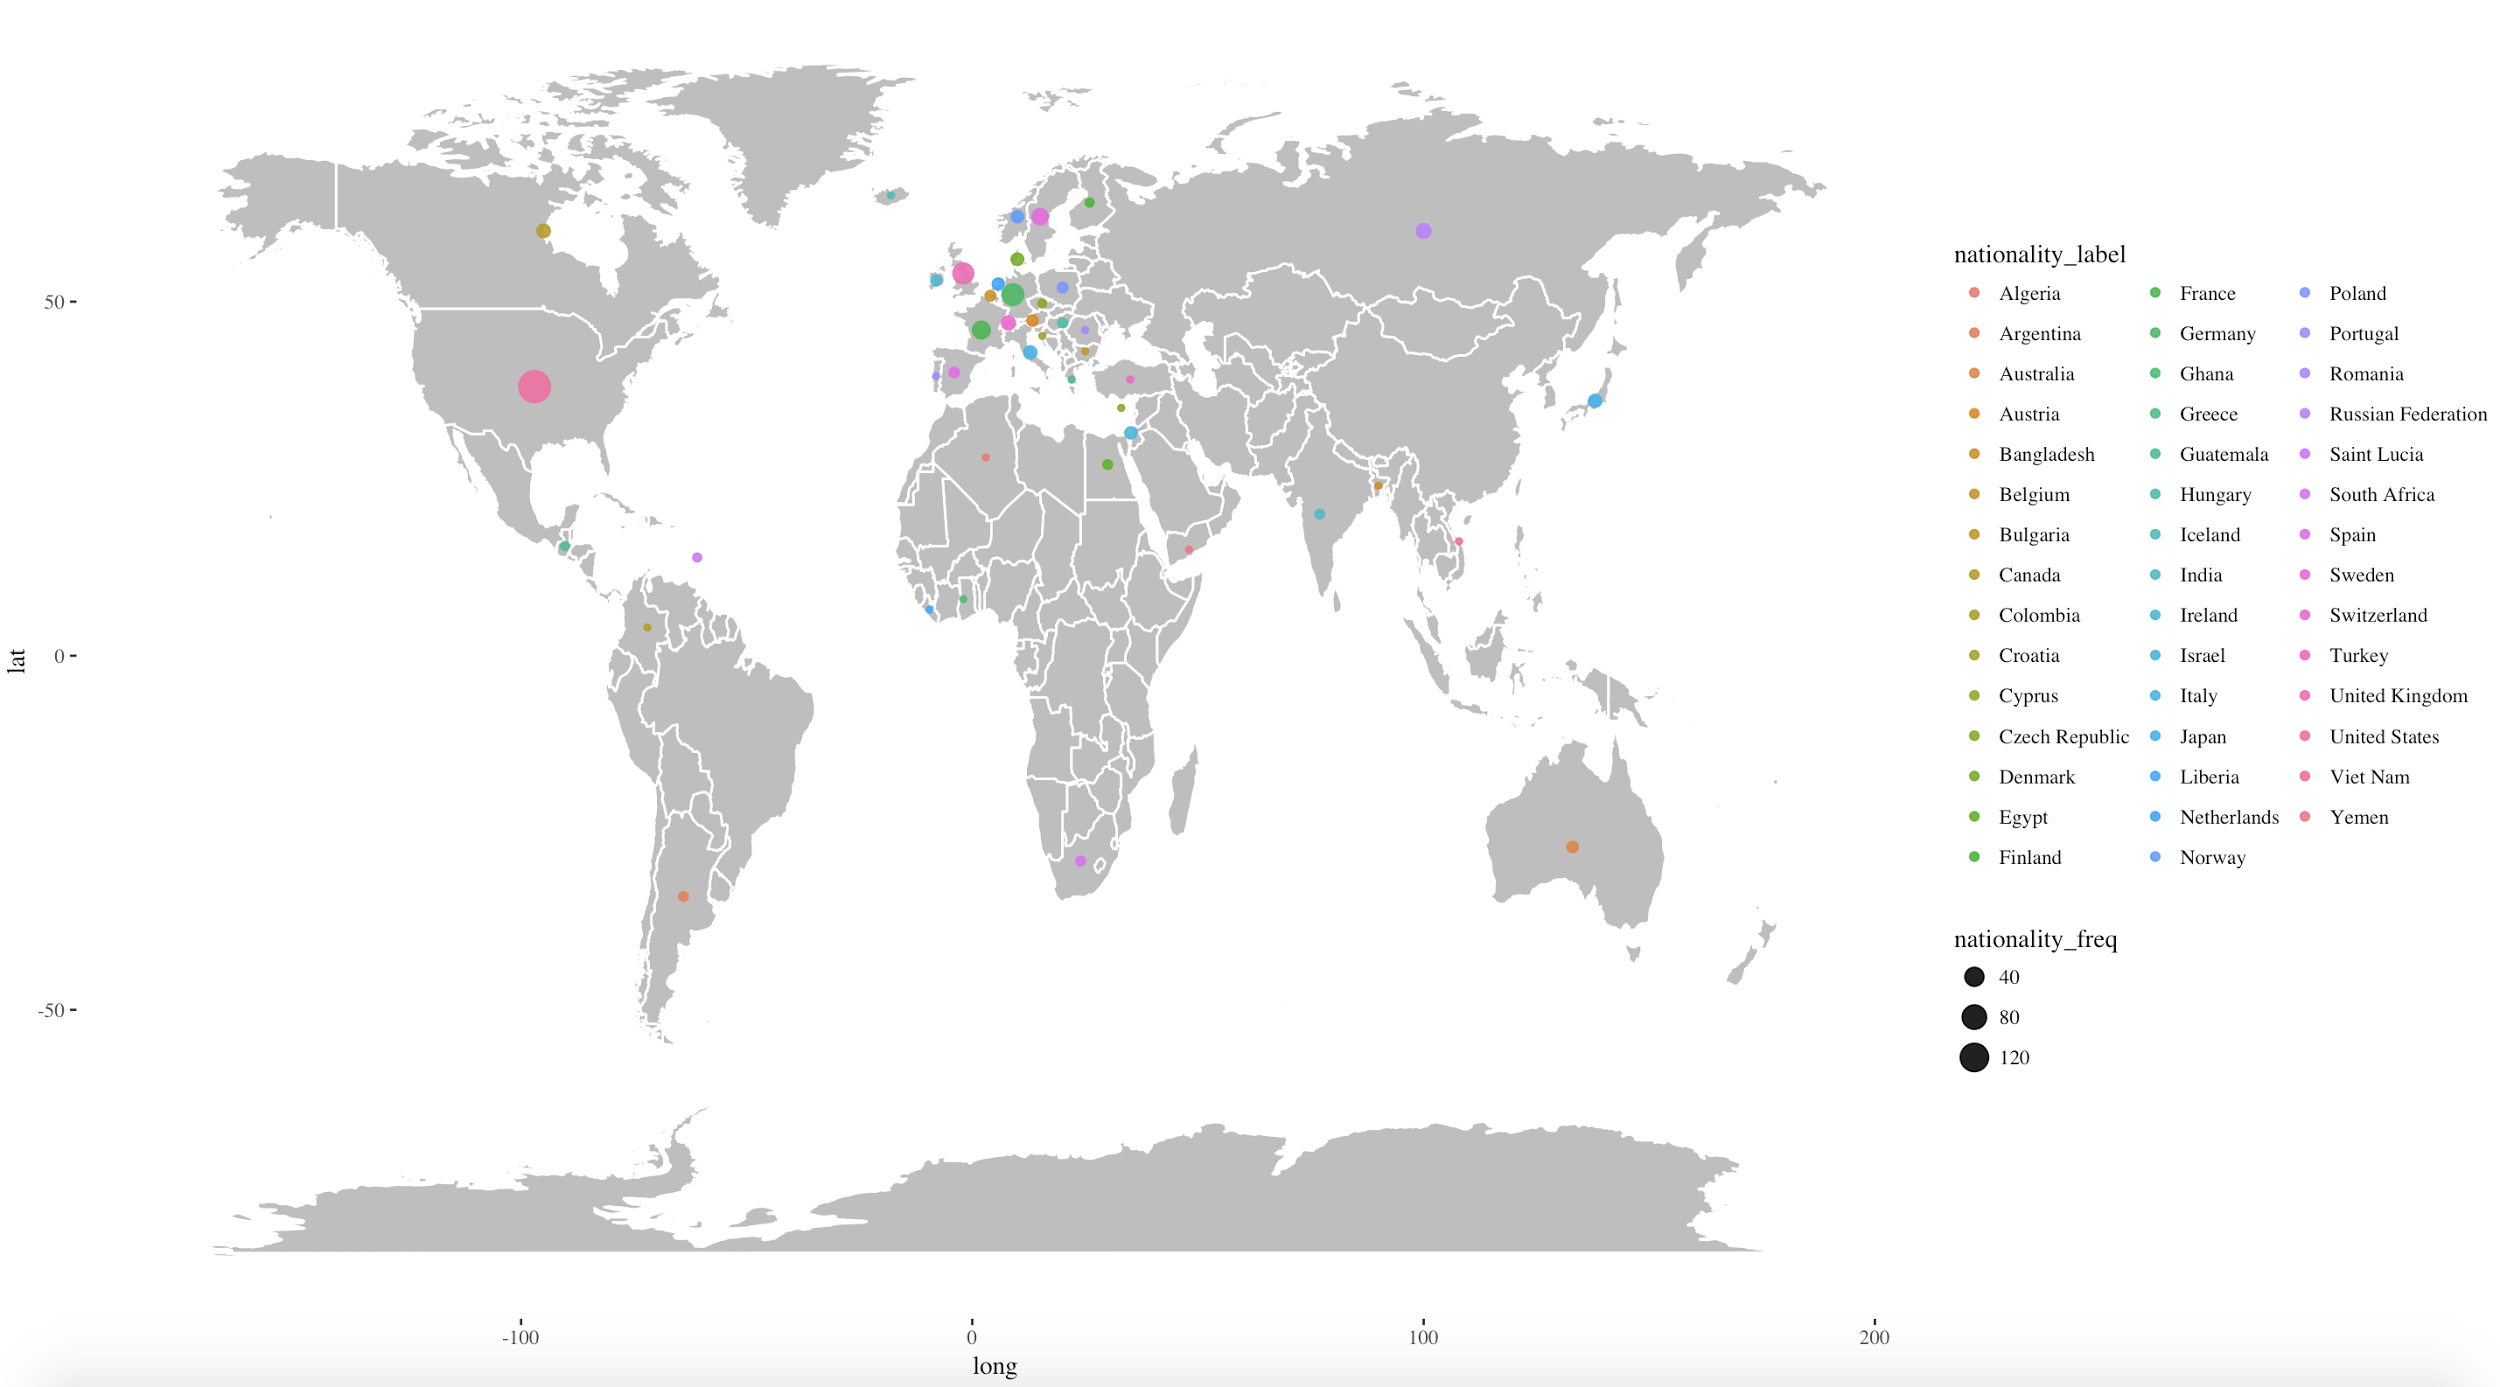 50
0
-50
lat
-100
0
100
200
long
nationality_label
Algeria
Argentina
Australia
Austria
Bangladesh
Belgium
Bulgaria
Canada
Colombia
Croatia
Cyprus
Czech Republic
Denmark
Egypt
Finland
France
Germany
Ghana
Greece
Guatemala
Hungary
Iceland
India
Ireland
Israel
Italy
Japan
Liberia
Netherlands
Norway
Poland
Portugal
Romania
Russian Federation
Saint Lucia
South Africa
Spain
Sweden
Switzerland
Turkey
United Kingdom
United States
Viet Nam
Yemen
nationality_freq
40
80
120